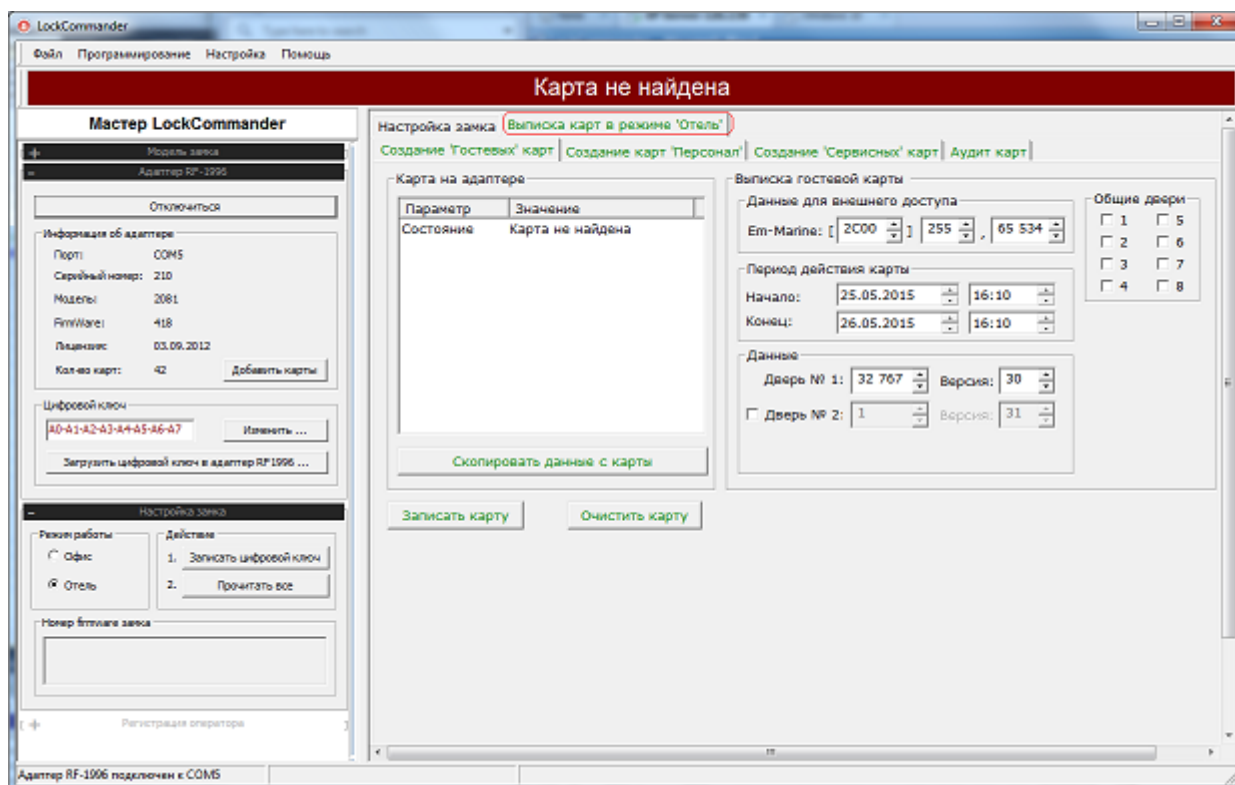 LockCommander
Файл Программирование Настройка Помощь
Карта не найдена
Мастер LockCommander
Модель замка
Адаптер RF-1996
Отключиться
Информация об адаптере
Порт: COM5
Серийный номер: 210
Модель: 2081
FirmWare: 418
Лицензия: 03.09.2012
Кол-во карт: 42 Добавить карты
Цифровой ключ
A0-A1-A2-A3-A4-A5-A6-A7 Изменить ...
Загрузить цифровой ключ в адаптер RF1996 ...
Настройка замка
Режим работы Действие
Офис 1. Записать цифровой ключ
Отель 2. Прочитать все
Номер firmware замка
Регистрация оператора
Настройка замка Выписка карт в режиме 'Отель'
Создание 'Гостевых' карт Создание карт 'Персонал' Создание 'Сервисных' карт Аудит карт
Карта на адаптере
Параметр Значение
Состояние Карта не найдена
Скопировать данные с карты
Записать карту Очистить карту
Выписка гостевой карты
Данные для внешнего доступа
Em-Marine: [ 2C00 ] 255 , 65 534
Период действия карты
Начало: 25.05.2015 16:10
Конец: 26.05.2015 16:10
Данные
Дверь № 1: 32 767 Версия: 30
Дверь № 2: 1 Версия: 31
Общие двери
1 5
2 6
3 7
4 8
Адаптер RF-1996 подключен к COM5